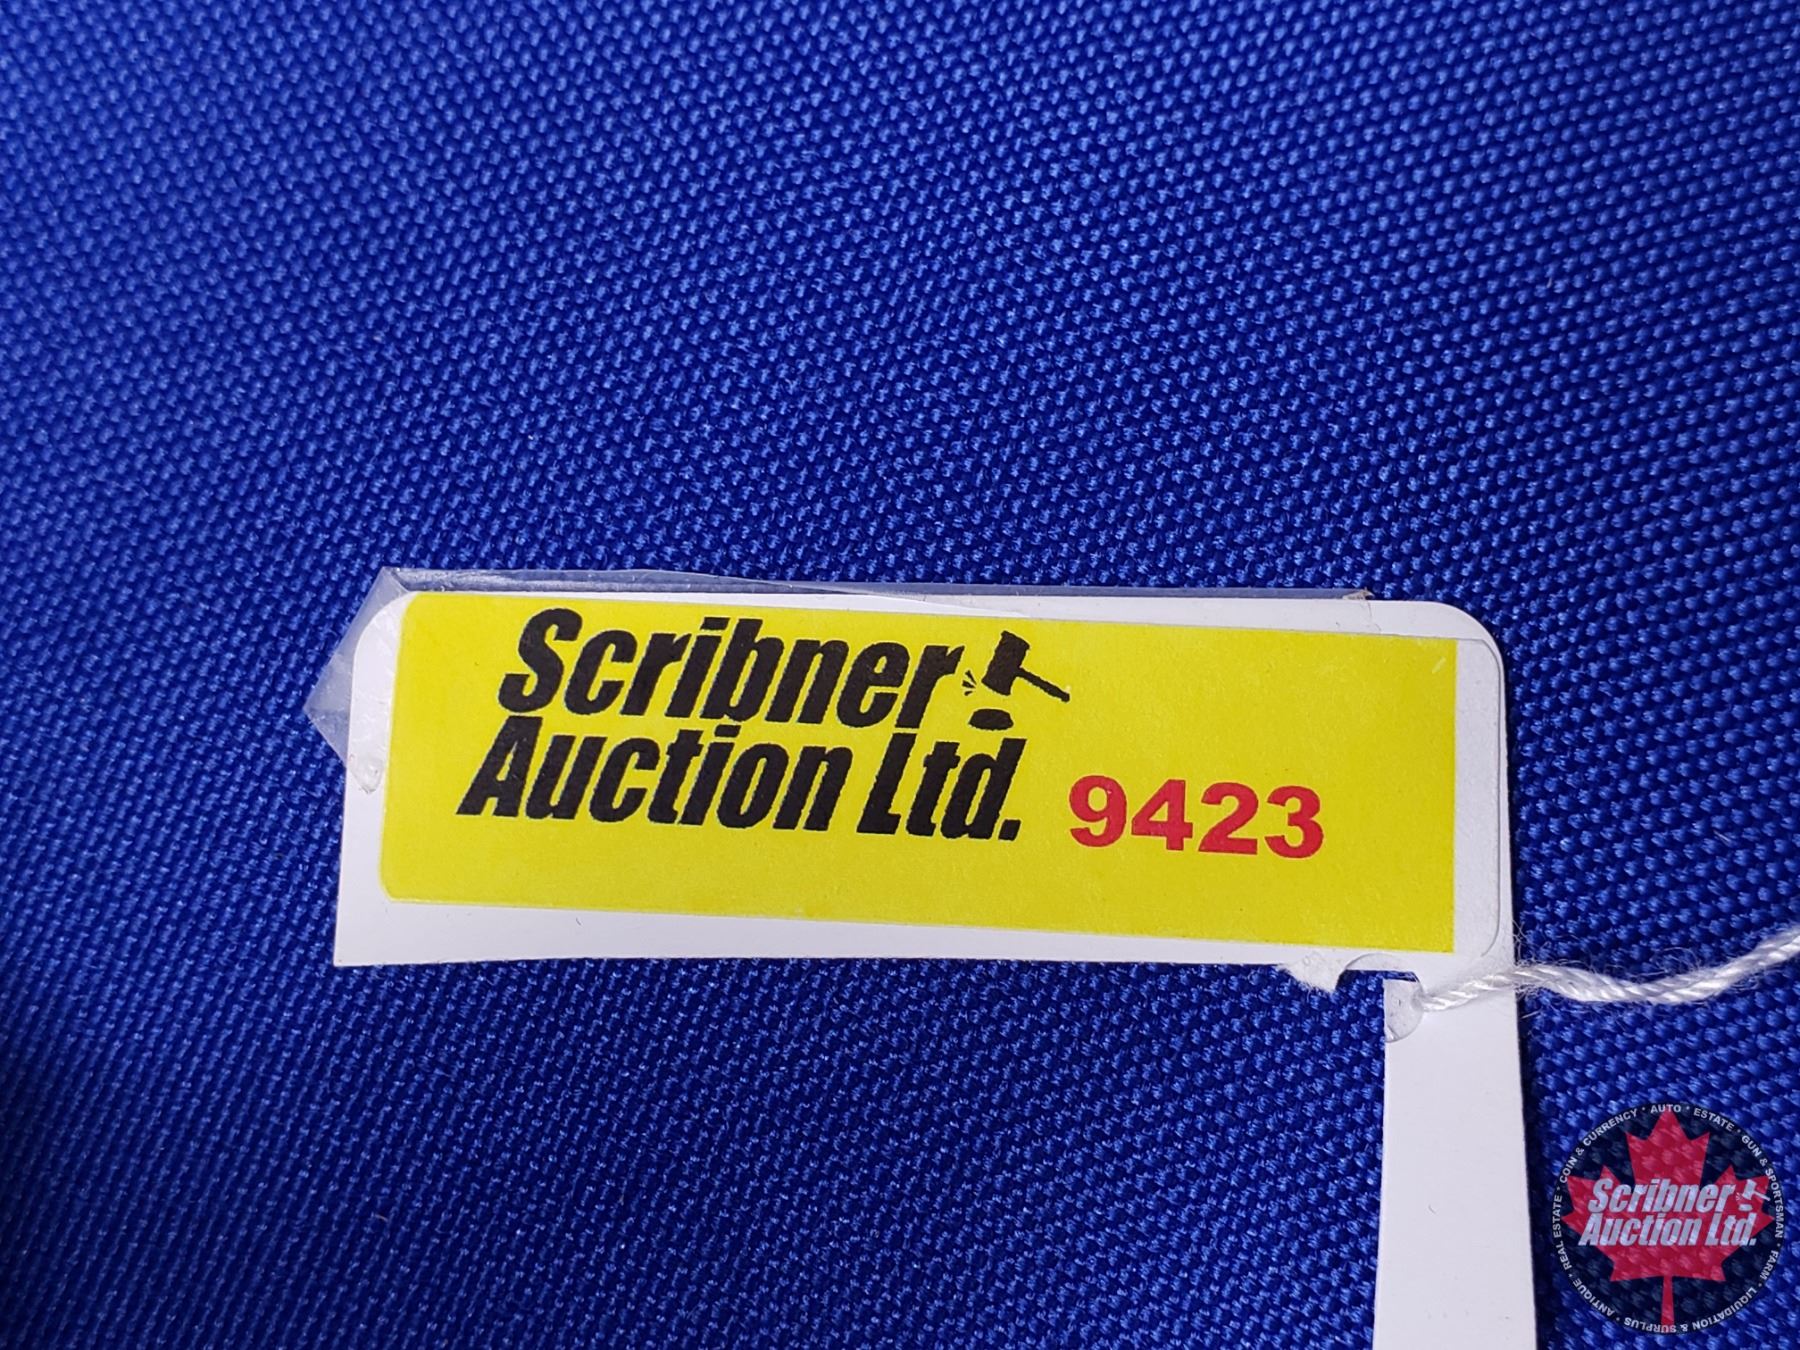 Scribner
Auction Ltd. 9423
COIN & CURRENCY · AUTO · ESTATE · GUN & SPORTSMAN · FARM · LIQUIDATION & SURPLUS · ANTIQUE · REAL ESTATE ·
Scribner
Auction Ltd.